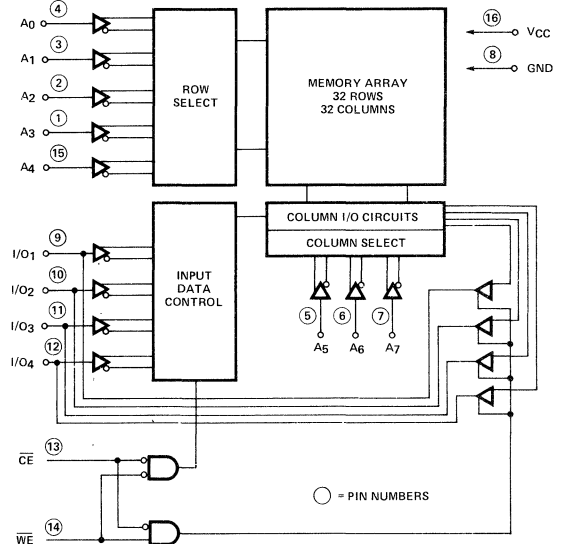 A0 4
A1 3
A2 2
A3 1
A4 15
ROW
SELECT
MEMORY ARRAY
32 ROWS
32 COLUMNS
16 VCC
8 GND
I/O1 9
I/O2 10
I/O3 11
I/O4 12
INPUT
DATA
CONTROL
COLUMN I/O CIRCUITS
COLUMN SELECT
5 6 7
A5 A6 A7
CE 13
WE 14
= PIN NUMBERS